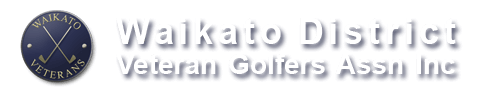 WAIKATO
VETERANS
Waikato District
Veteran Golfers Assn Inc